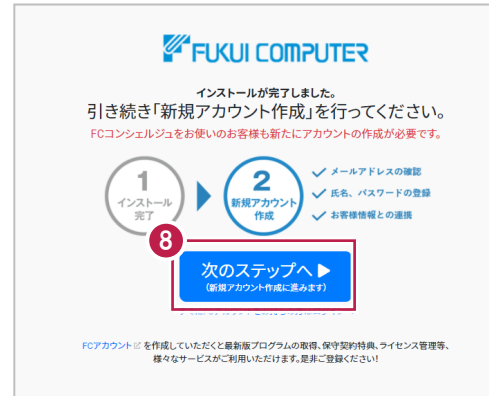 FUKUI COMPUTER
インストールが完了しました。
引き続き「新規アカウント作成」を行ってください。
FCコンシェルジュをお使いのお客様も新たにアカウントの作成が必要です。
1
インストール
完了
2
新規アカウント
作成
メールアドレスの確認
氏名、パスワードの登録
お客様情報との連携
8
次のステップへ ▶
(新規アカウント作成に進みます)
FCアカウント を作成していただくと最新版プログラムの取得、保守契約特典、ライセンス管理等、
様々なサービスがご利用いただけます。是非ご登録ください!